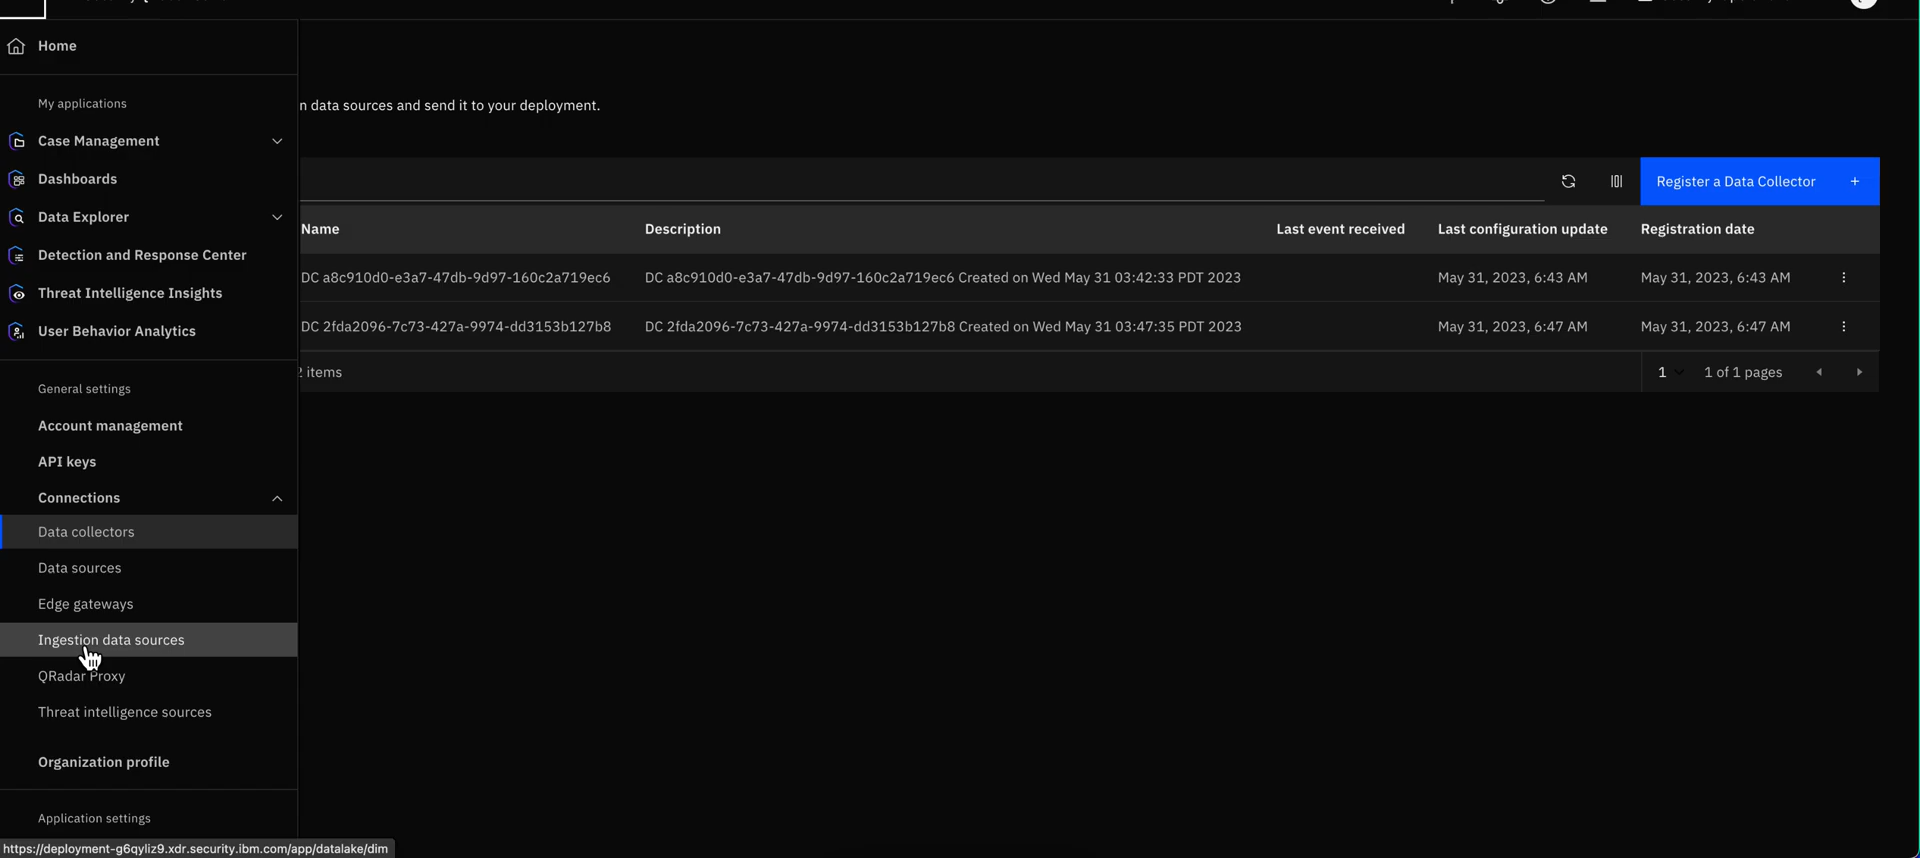 Home
My applications
n data sources and send it to your deployment.
Case Management
Dashboards
Register a Data Collector +
Data Explorer
Name Description Last event received Last configuration update Registration date
Detection and Response Center
DC a8c910d0-e3a7-47db-9d97-160c2a719ec6 DC a8c910d0-e3a7-47db-9d97-160c2a719ec6 Created on Wed May 31 03:42:33 PDT 2023 May 31, 2023, 6:43 AM May 31, 2023, 6:43 AM
Threat Intelligence Insights
DC 2fda2096-7c73-427a-9974-dd3153b127b8 DC 2fda2096-7c73-427a-9974-dd3153b127b8 Created on Wed May 31 03:47:35 PDT 2023 May 31, 2023, 6:47 AM May 31, 2023, 6:47 AM
User Behavior Analytics
2 items 1 1 of 1 pages
General settings
Account management
API keys
Connections
Data collectors
Data sources
Edge gateways
Ingestion data sources
QRadar Proxy
Threat intelligence sources
Organization profile
Application settings
https://deployment-g6qyliz9.xdr.security.ibm.com/app/datalake/dim